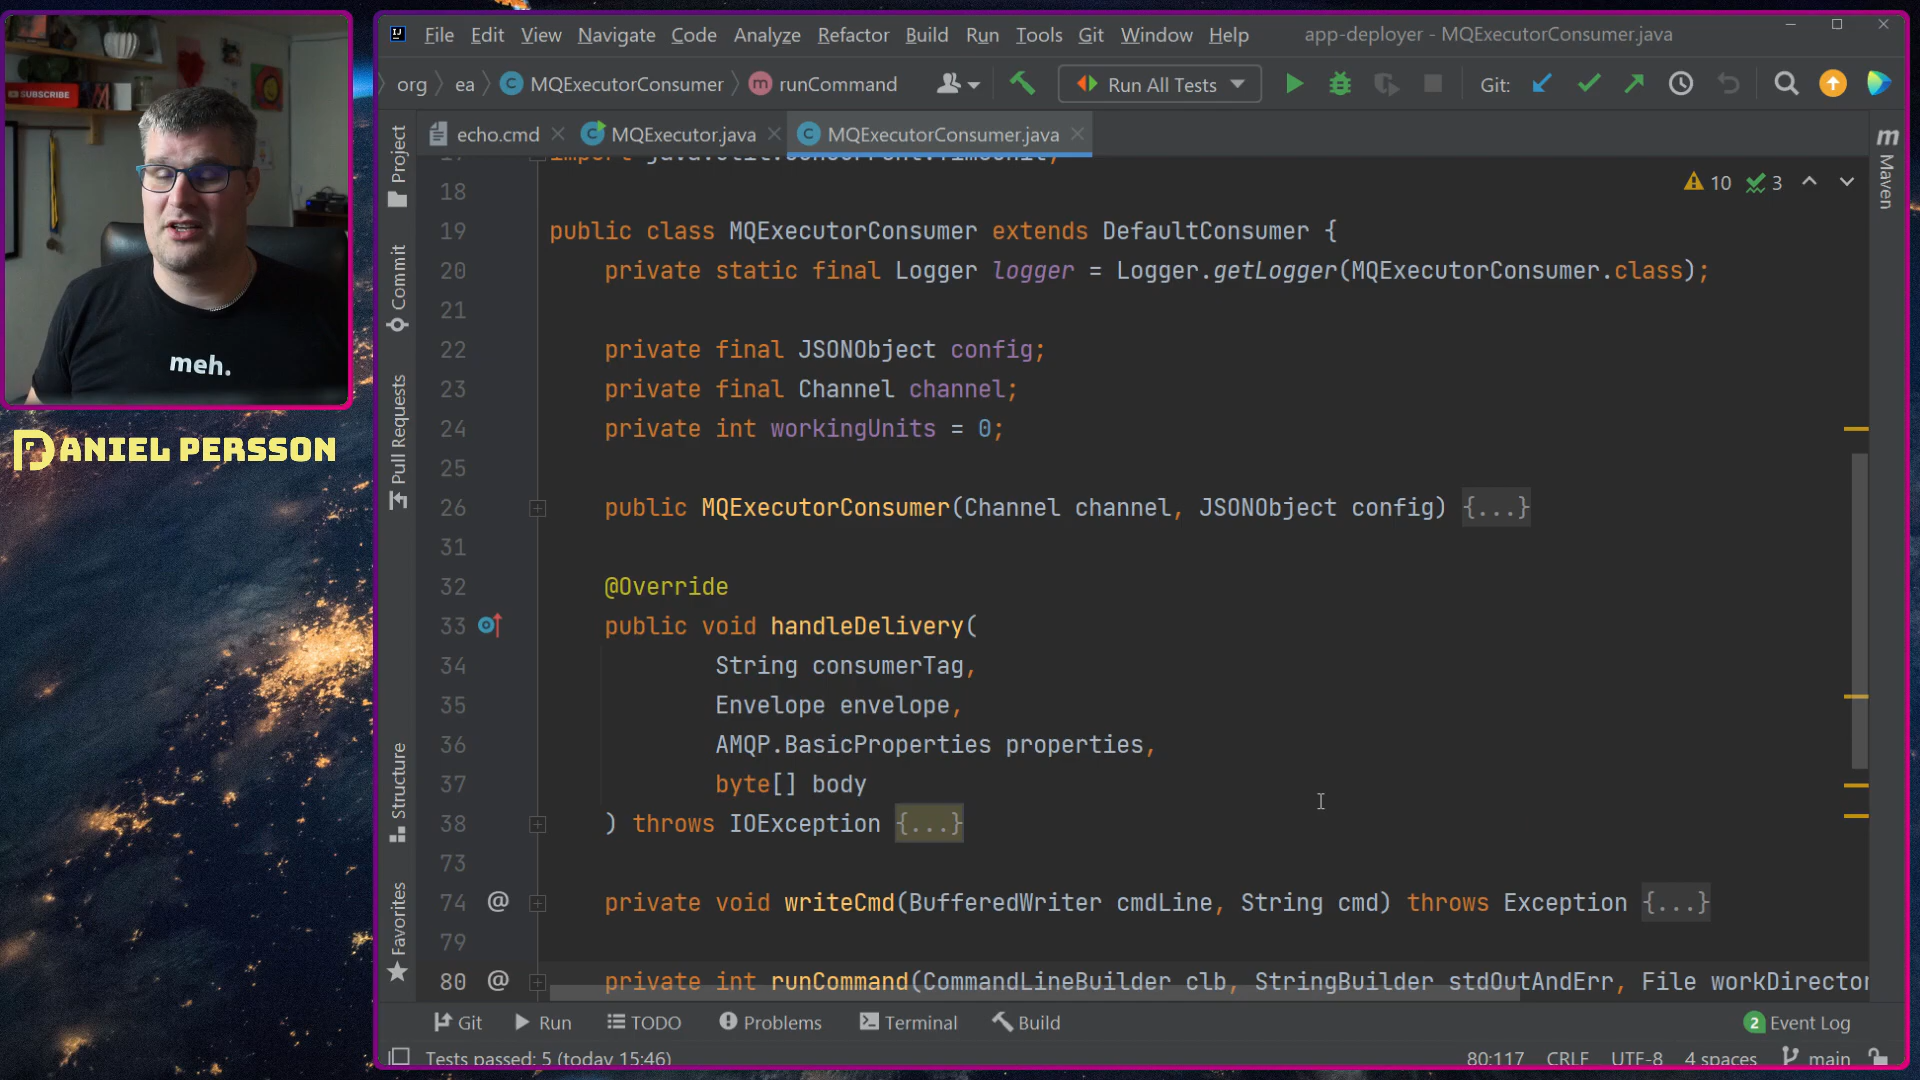 SUBSCRIBE
meh.
DANIEL PERSSON
File Edit View Navigate Code Analyze Refactor Build Run Tools Git Window Help app-deployer - MQExecutorConsumer.java
org ea MQExecutorConsumer runCommand Run All Tests Git:
echo.cmd MQExecutor.java MQExecutorConsumer.java
Project
Commit
Pull Requests
Structure
Favorites
Maven
10 3
17 import java.util.concurrent.TimeUnit;
18
19 public class MQExecutorConsumer extends DefaultConsumer {
20 private static final Logger logger = Logger.getLogger(MQExecutorConsumer.class);
21
22 private final JSONObject config;
23 private final Channel channel;
24 private int workingUnits = 0;
25
26 public MQExecutorConsumer(Channel channel, JSONObject config) {...}
31
32 @Override
33 public void handleDelivery(
34 String consumerTag,
35 Envelope envelope,
36 AMQP.BasicProperties properties,
37 byte[] body
38 ) throws IOException {...}
73
74 @ private void writeCmd(BufferedWriter cmdLine, String cmd) throws Exception {...}
79
80 @ private int runCommand(CommandLineBuilder clb, StringBuilder stdOutAndErr, File workDirector
Git Run TODO Problems Terminal Build 2 Event Log
Tests passed: 5 (today 15:46) 80:117 CRLF UTF-8 4 spaces main